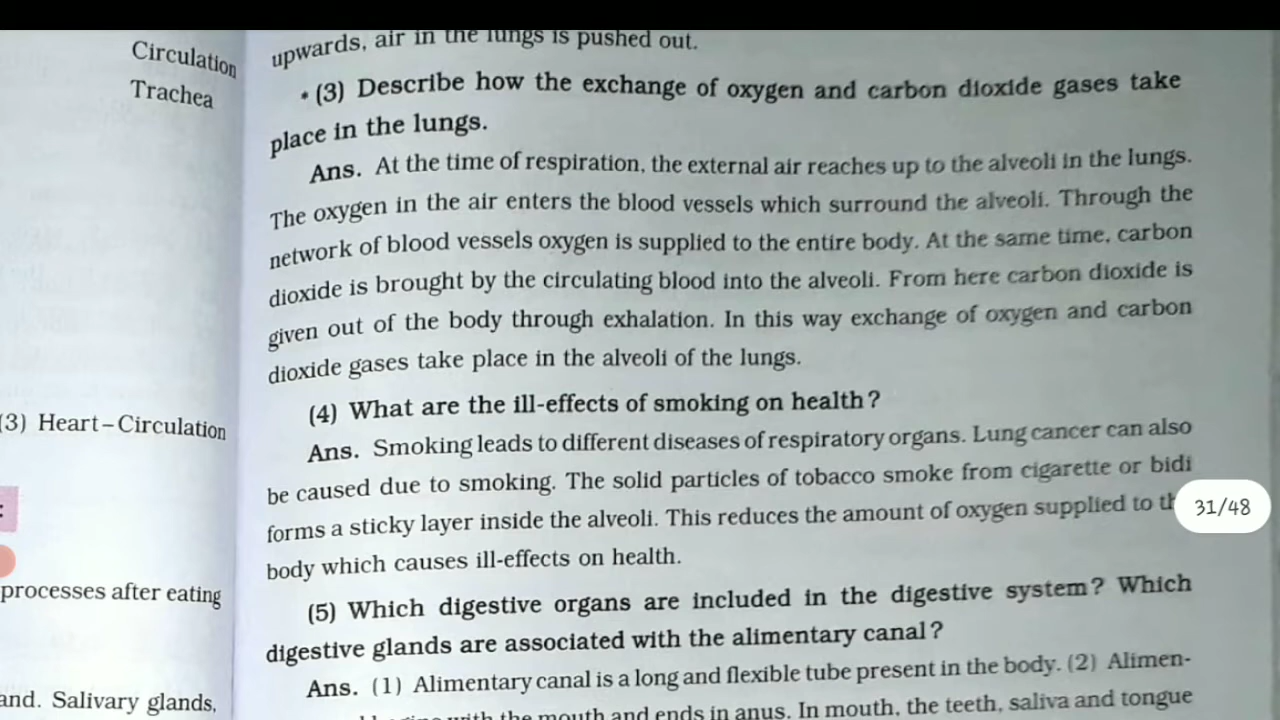 Circulation
Trachea
(3) Heart–Circulation
:
processes after eating
and. Salivary glands,
upwards, air in the lungs is pushed out.
* (3) Describe how the exchange of oxygen and carbon dioxide gases take
place in the lungs.
Ans. At the time of respiration, the external air reaches up to the alveoli in the lungs.
The oxygen in the air enters the blood vessels which surround the alveoli. Through the
network of blood vessels oxygen is supplied to the entire body. At the same time, carbon
dioxide is brought by the circulating blood into the alveoli. From here carbon dioxide is
given out of the body through exhalation. In this way exchange of oxygen and carbon
dioxide gases take place in the alveoli of the lungs.
(4) What are the ill-effects of smoking on health?
Ans. Smoking leads to different diseases of respiratory organs. Lung cancer can also
be caused due to smoking. The solid particles of tobacco smoke from cigarette or bidi
forms a sticky layer inside the alveoli. This reduces the amount of oxygen supplied to
body which causes ill-effects on health.
31/48
(5) Which digestive organs are included in the digestive system? Which
digestive glands are associated with the alimentary canal?
Ans. (1) Alimentary canal is a long and flexible tube present in the body. (2) Alimen-
with the mouth and ends in anus. In mouth, the teeth, saliva and tongue